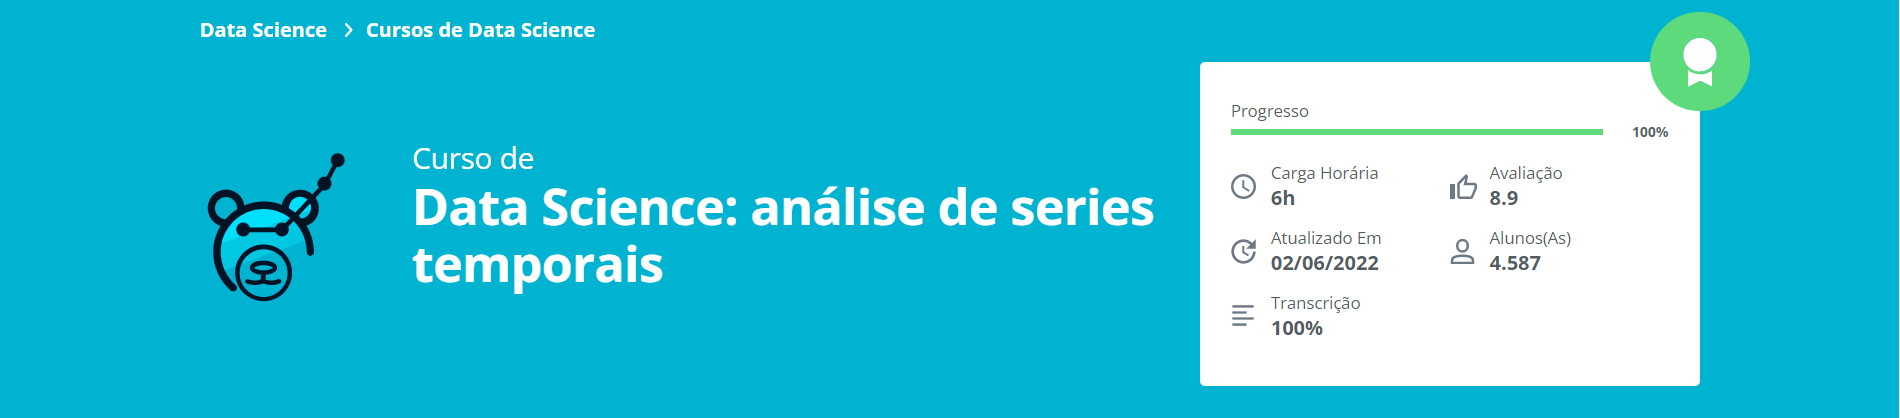 Data Science > Cursos de Data Science
Curso de
Data Science: análise de series
temporais
Progresso
100%
Carga Horária
6h
Avaliação
8.9
Atualizado Em
02/06/2022
Alunos(As)
4.587
Transcrição
100%